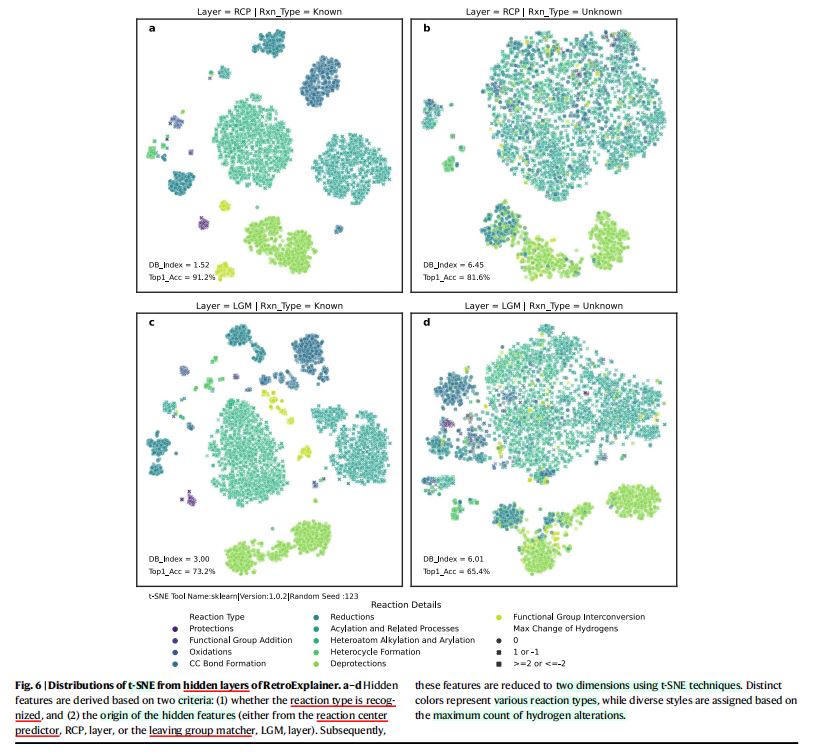 Layer = RCP | Rxn_Type = Known
a
DB_Index = 1.52
Top1_Acc = 91.2%
Layer = RCP | Rxn_Type = Unknown
b
DB_Index = 6.45
Top1_Acc = 81.6%
Layer = LGM | Rxn_Type = Known
c
DB_Index = 3.00
Top1_Acc = 73.2%
Layer = LGM | Rxn_Type = Unknown
d
DB_Index = 6.01
Top1_Acc = 65.4%
t-SNE Tool Name:sklearn|Version:1.0.2|Random Seed :123
Reaction Details
Reaction Type
Protections
Functional Group Addition
Oxidations
CC Bond Formation
Reductions
Acylation and Related Processes
Heteroatom Alkylation and Arylation
Heterocycle Formation
Deprotections
Functional Group Interconversion
Max Change of Hydrogens
0
1 or -1
>=2 or <=-2
Fig. 6 | Distributions of t-SNE from hidden layers of RetroExplainer. a–d Hidden
features are derived based on two criteria: (1) whether the reaction type is recog-
nized, and (2) the origin of the hidden features (either from the reaction center
predictor, RCP, layer, or the leaving group matcher, LGM, layer). Subsequently,
these features are reduced to two dimensions using t-SNE techniques. Distinct
colors represent various reaction types, while diverse styles are assigned based on
the maximum count of hydrogen alterations.